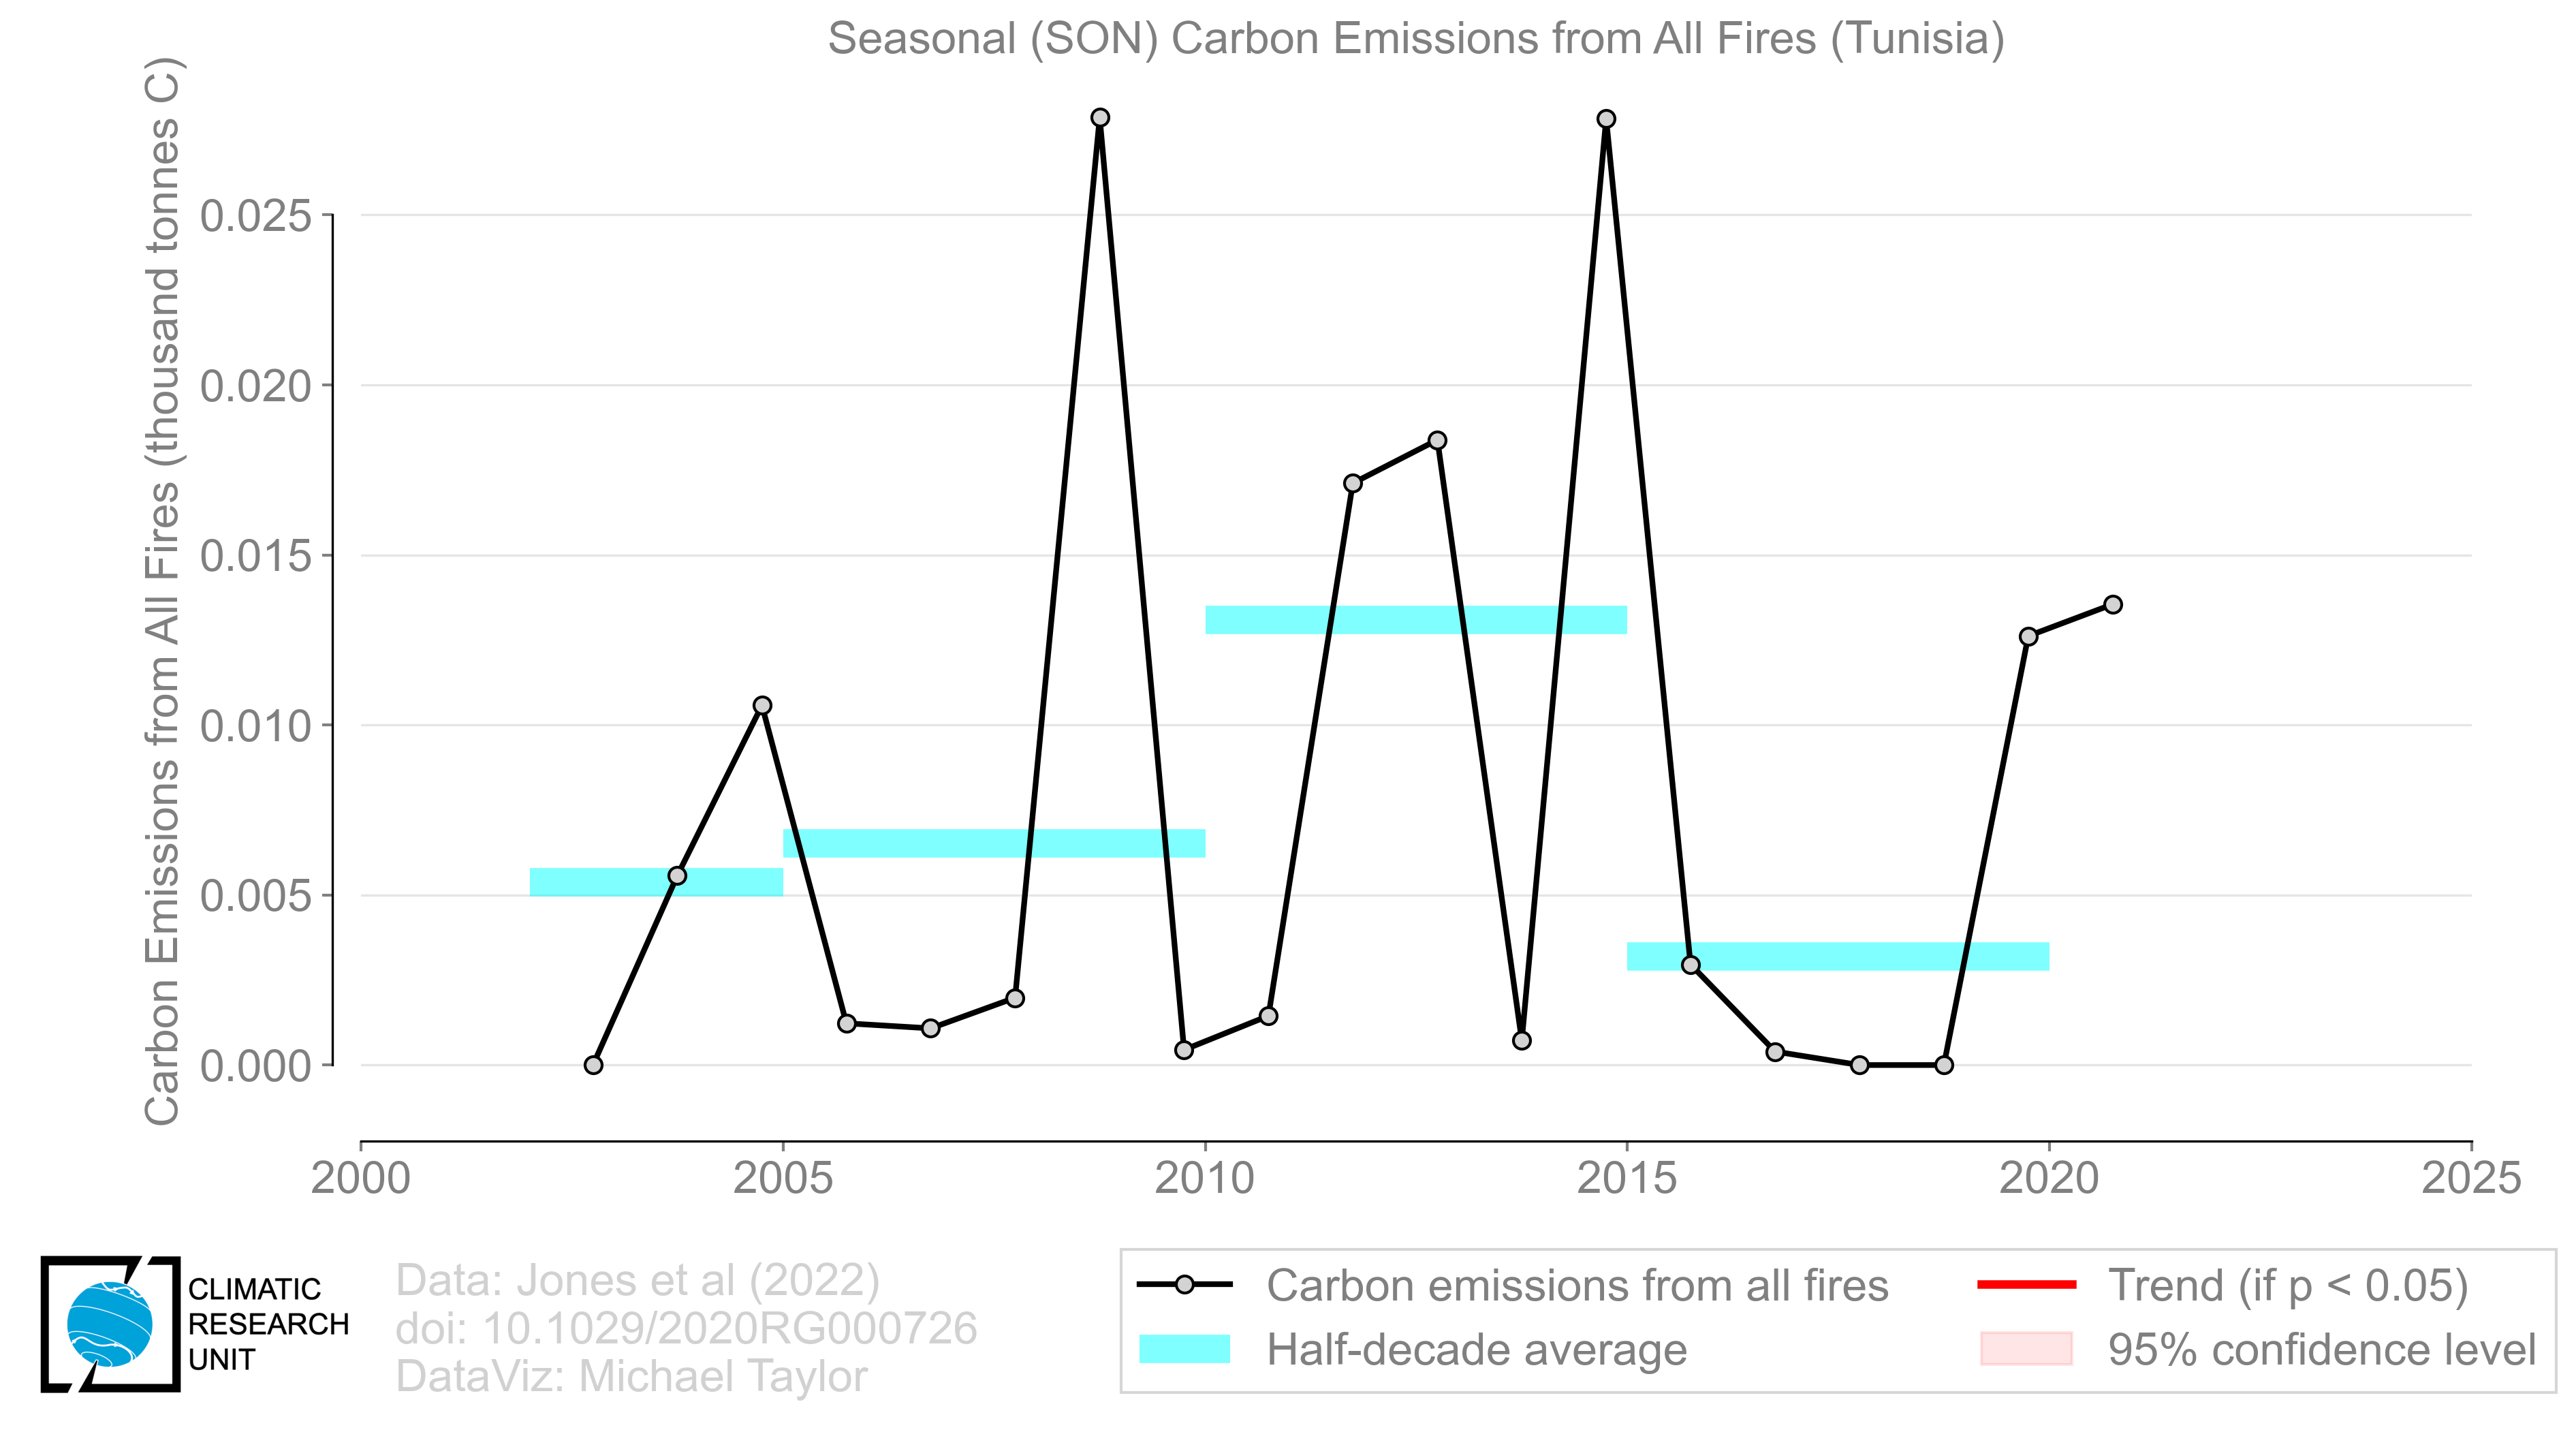 Seasonal (SON) Carbon Emissions from All Fires (Tunisia)
Carbon Emissions from All Fires (thousand tonnes C)
0.025
0.020
0.015
0.010
0.005
0.000
2000
2005
2010
2015
2020
2025
CLIMATIC
RESEARCH
UNIT
Data: Jones et al (2022)
doi: 10.1029/2020RG000726
DataViz: Michael Taylor
Carbon emissions from all fires
Half-decade average
Trend (if p < 0.05)
95% confidence level